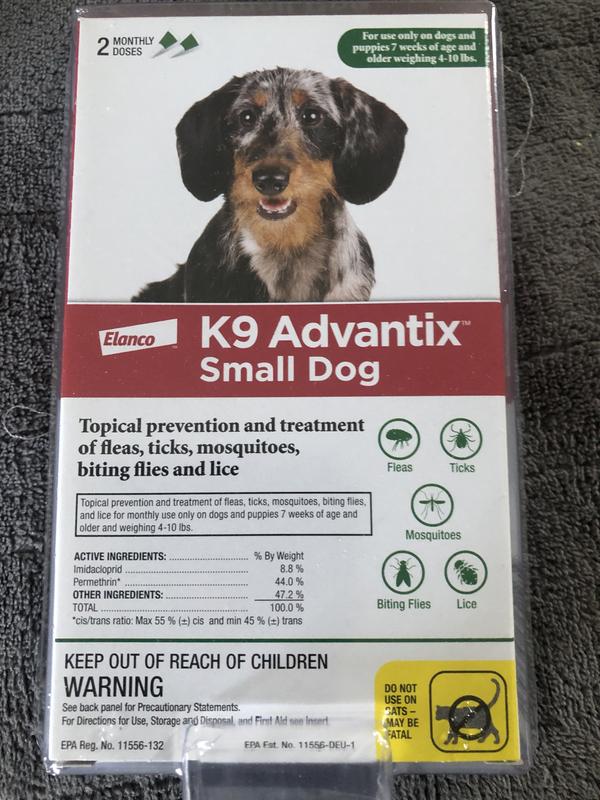 2 MONTHLY
DOSES
For use only on dogs and
puppies 7 weeks of age and
older weighing 4-10 lbs.
Elanco™
K9 Advantix™
Small Dog
Topical prevention and treatment
of fleas, ticks, mosquitoes,
biting flies and lice
Fleas
Ticks
Mosquitoes
Biting Flies
Lice
Topical prevention and treatment of fleas, ticks, mosquitoes, biting flies,
and lice for monthly use only on dogs and puppies 7 weeks of age and
older and weighing 4-10 lbs.
ACTIVE INGREDIENTS: ............................ % By Weight
Imidacloprid ............................................ 8.8 %
Permethrin* ............................................ 44.0 %
OTHER INGREDIENTS: ............................ 47.2 %
TOTAL ..................................................... 100.0 %
*cis/trans ratio: Max 55 % (±) cis and min 45 % (±) trans
KEEP OUT OF REACH OF CHILDREN
WARNING
See back panel for Precautionary Statements.
For Directions for Use, Storage and Disposal, and First Aid see Insert.
EPA Reg. No. 11556-132
EPA Est. No. 11556-DEU-1
DO NOT
USE ON
CATS –
MAY BE
FATAL